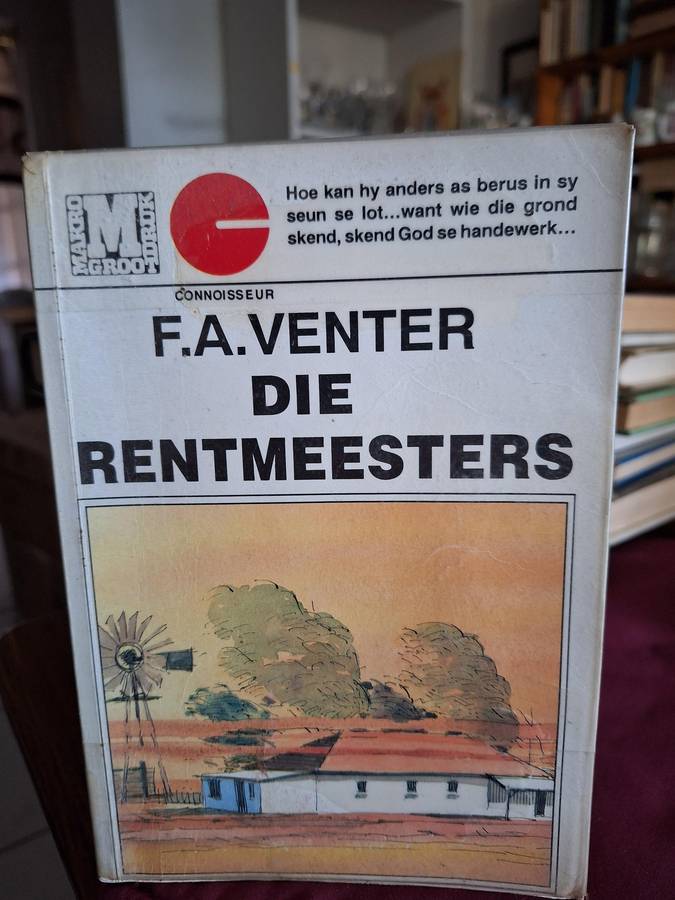 MAKRO
M
DRUK
GROOT
Hoe kan hy anders as berus in sy
seun se lot...want wie die grond
skend, skend God se handewerk...
CONNOISSEUR
F.A.VENTER
DIE
RENTMEESTERS